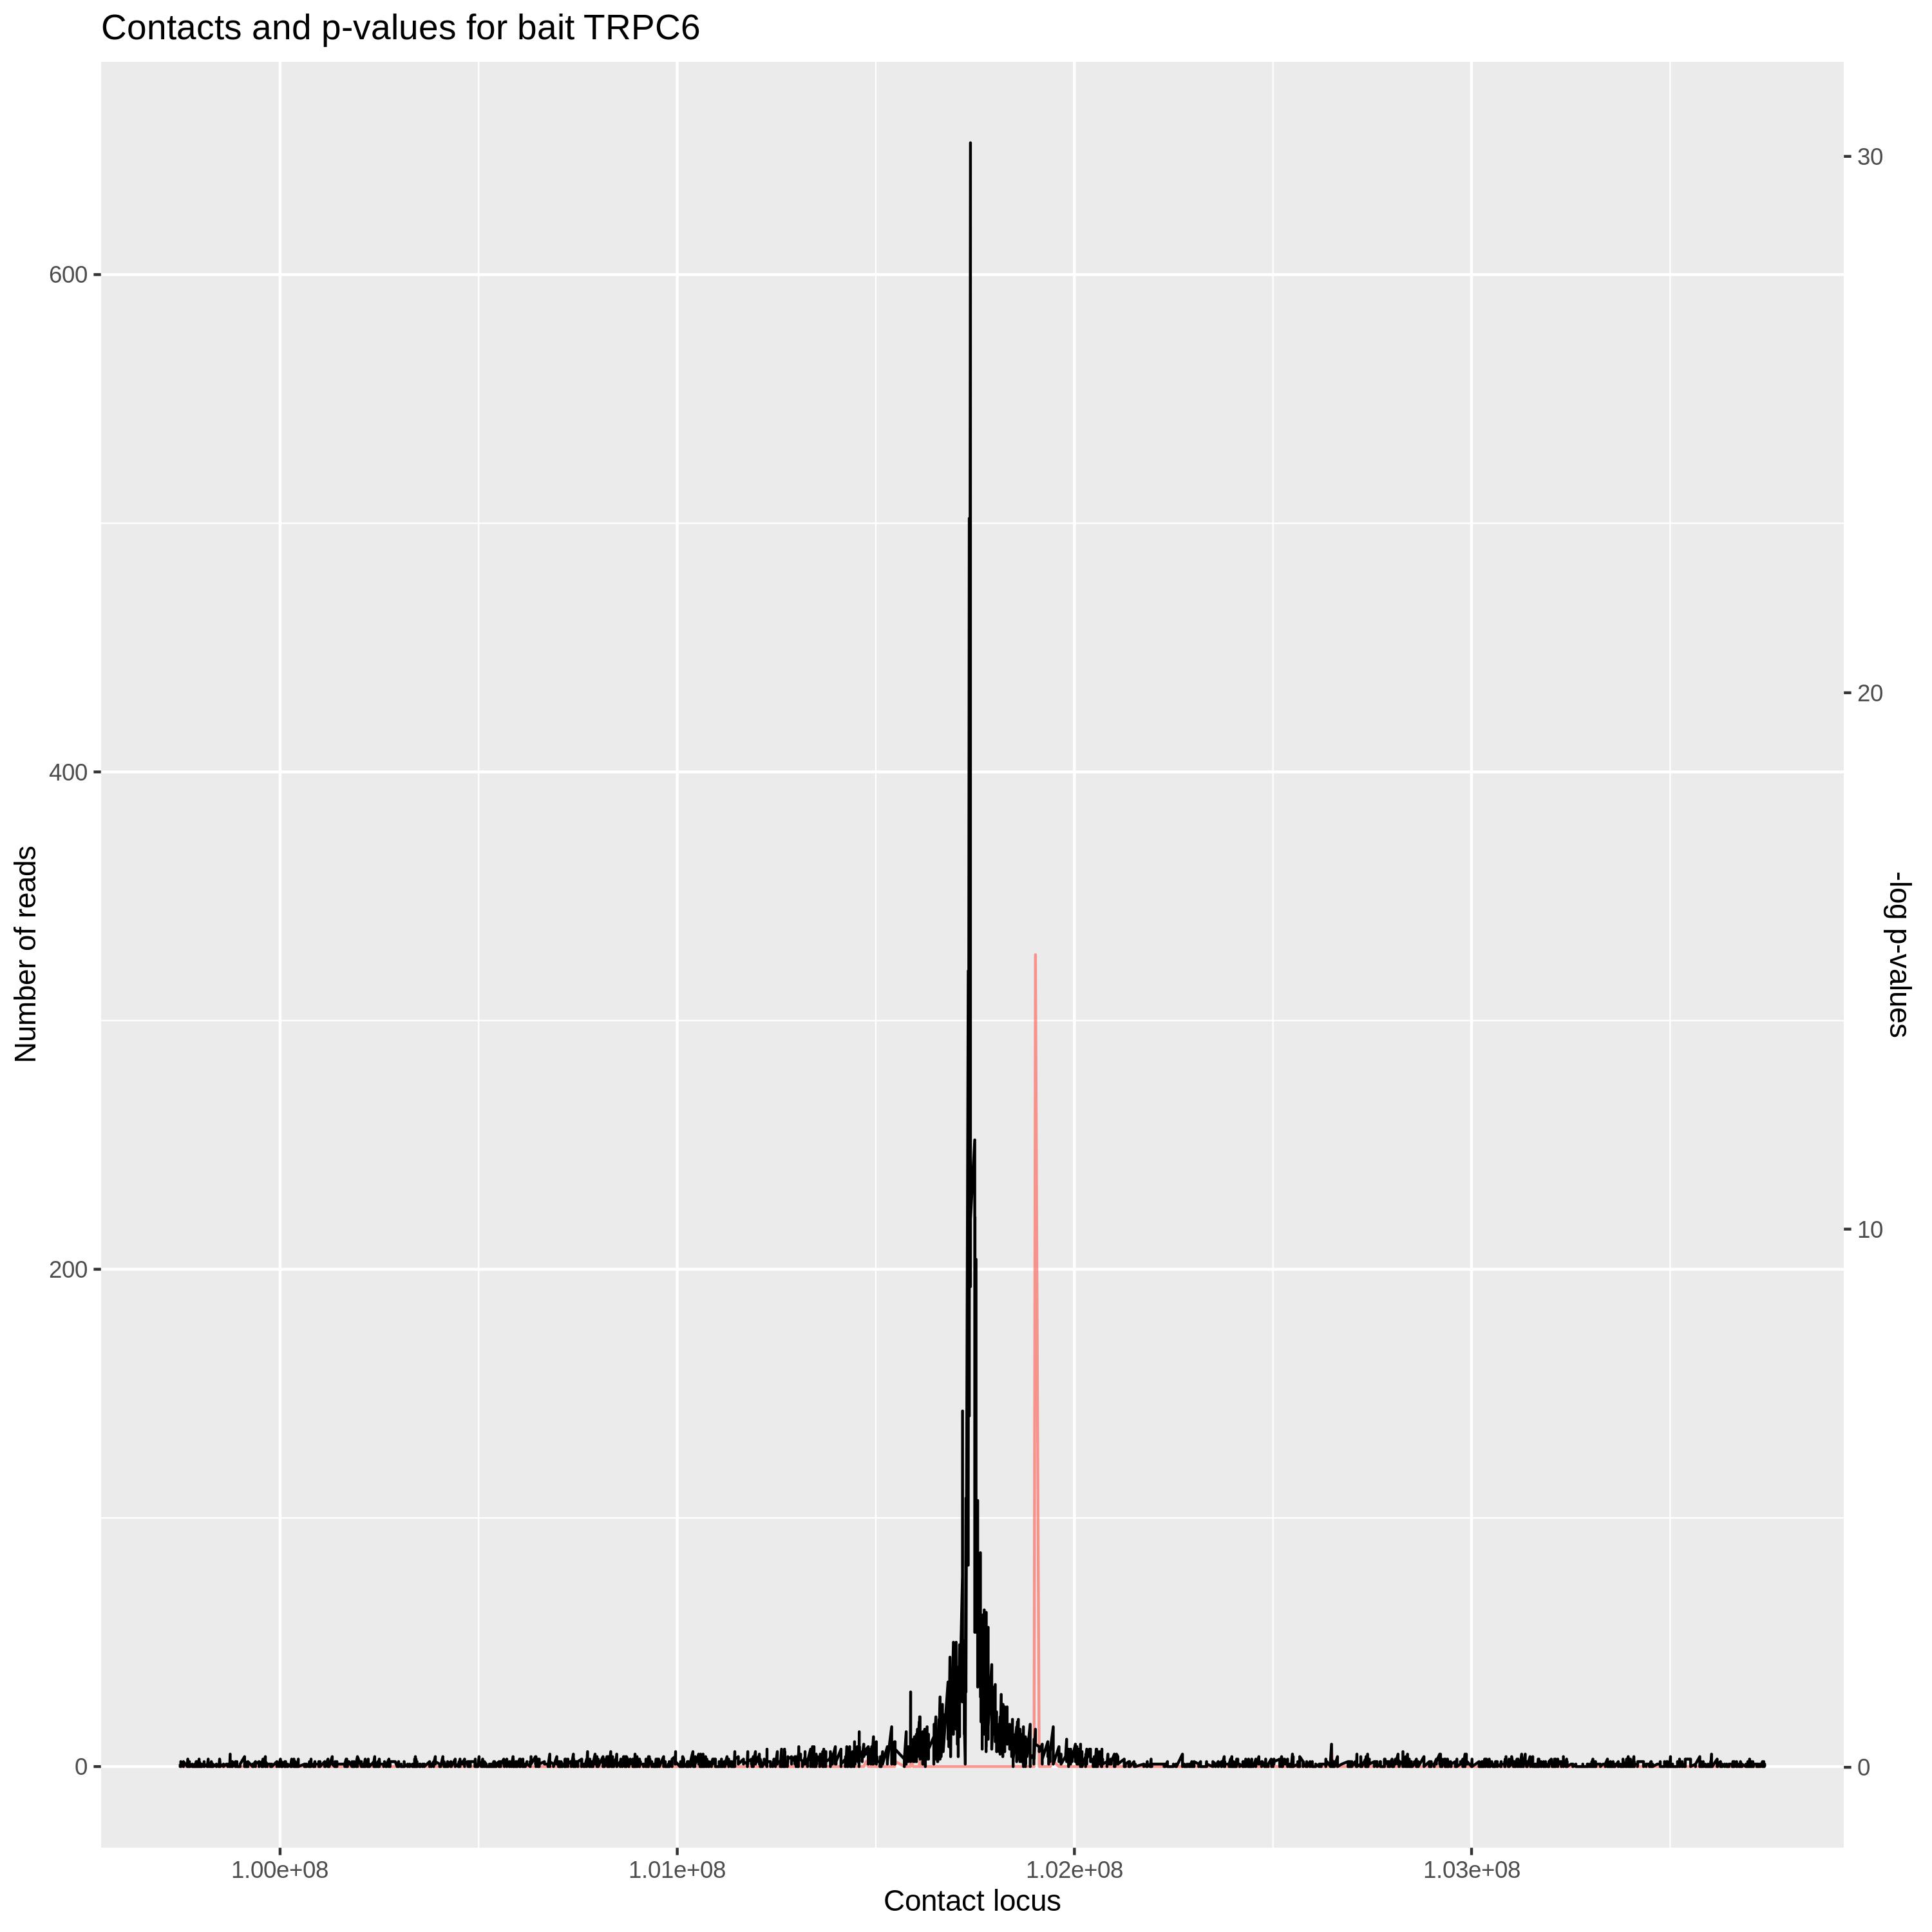 Contacts and p-values for bait TRPC6
Number of reads
600
400
200
0
30
20
10
0
-log p-values
1.00e+08
1.01e+08
1.02e+08
1.03e+08
Contact locus